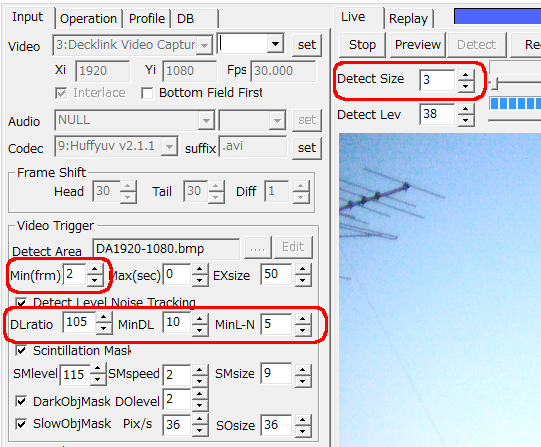 Input Operation Profile DB
Video 3:Decklink Video Captur set
Xi 1920 Yi 1080 Fps 30.000
Interlace Bottom Field First
Audio NULL set
Codec 9:Huffyuv v2.1.1 suffix .avi set
Frame Shift
Head 30 Tail 30 Diff 1
Video Trigger
Detect Area DA1920-1080.bmp .... Edit
Min(frm) 2 Max(sec) 0 EXsize 50
Detect Level Noise Tracking
DLratio 105 MinDL 10 MinL-N 5
Scintillation Mask
SMlevel 115 SMspeed 2 SMsize 9
DarkObjMask DOlevel 2
SlowObjMask Pix/s 36 SOsize 36
Live Replay
Stop Preview Detect Re
Detect Size 3
Detect Lev 38